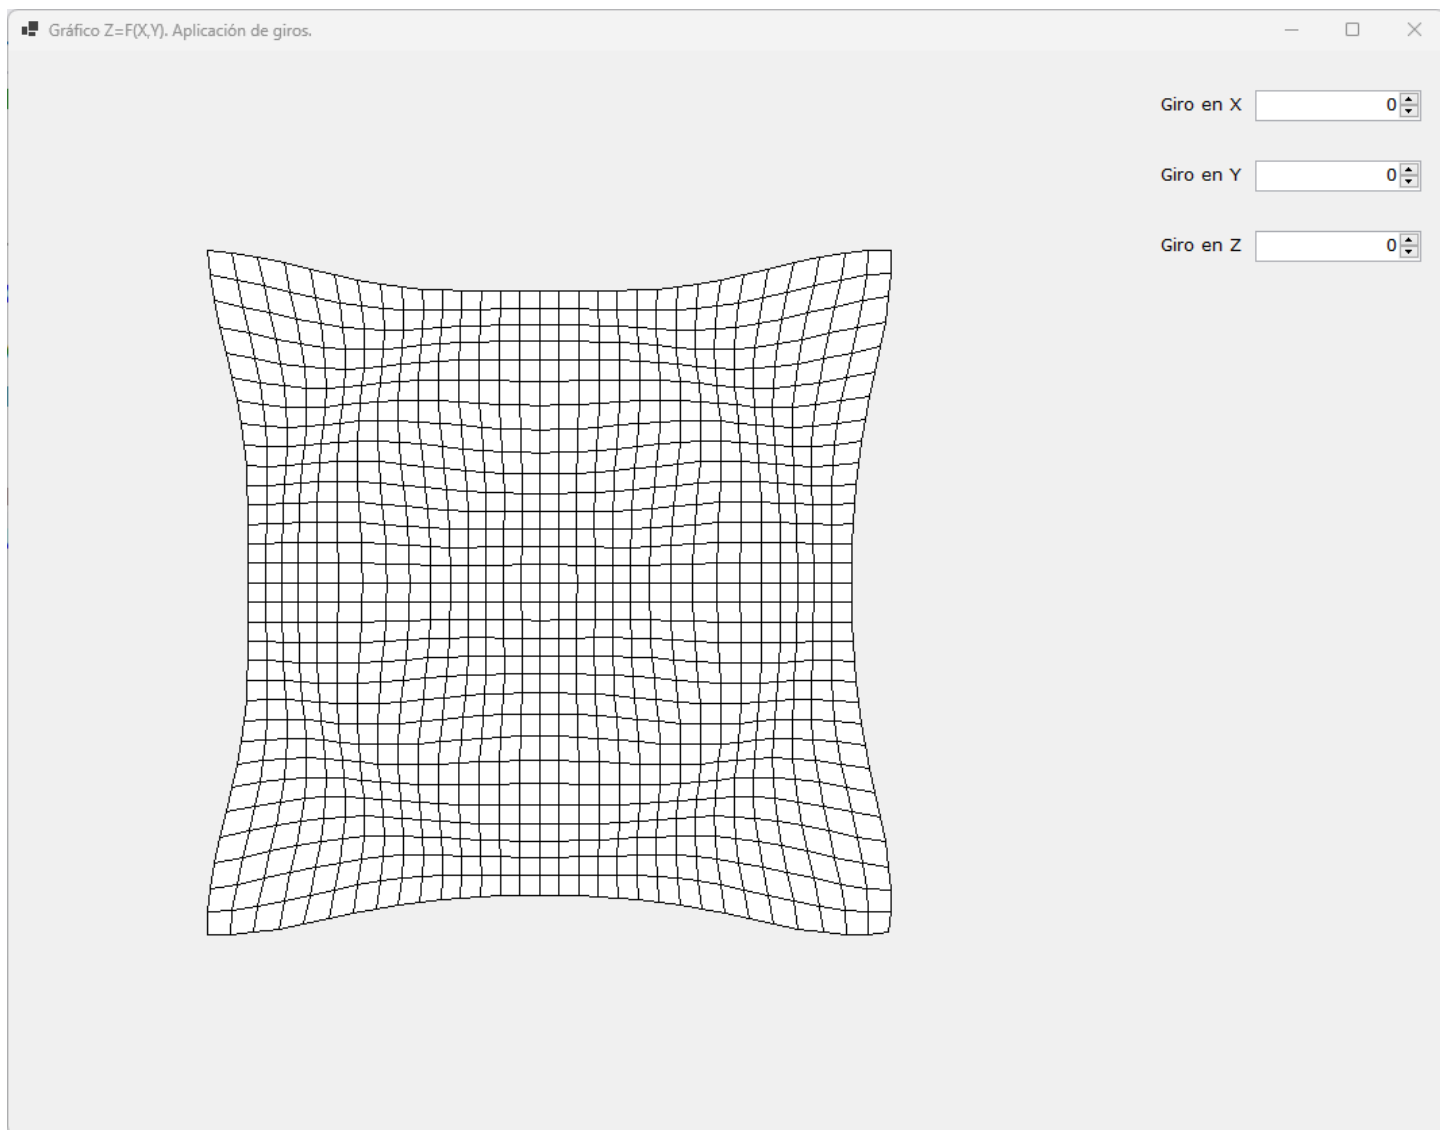 Gráfico Z=F(X,Y). Aplicación de giros.
Giro en X 0
Giro en Y 0
Giro en Z 0